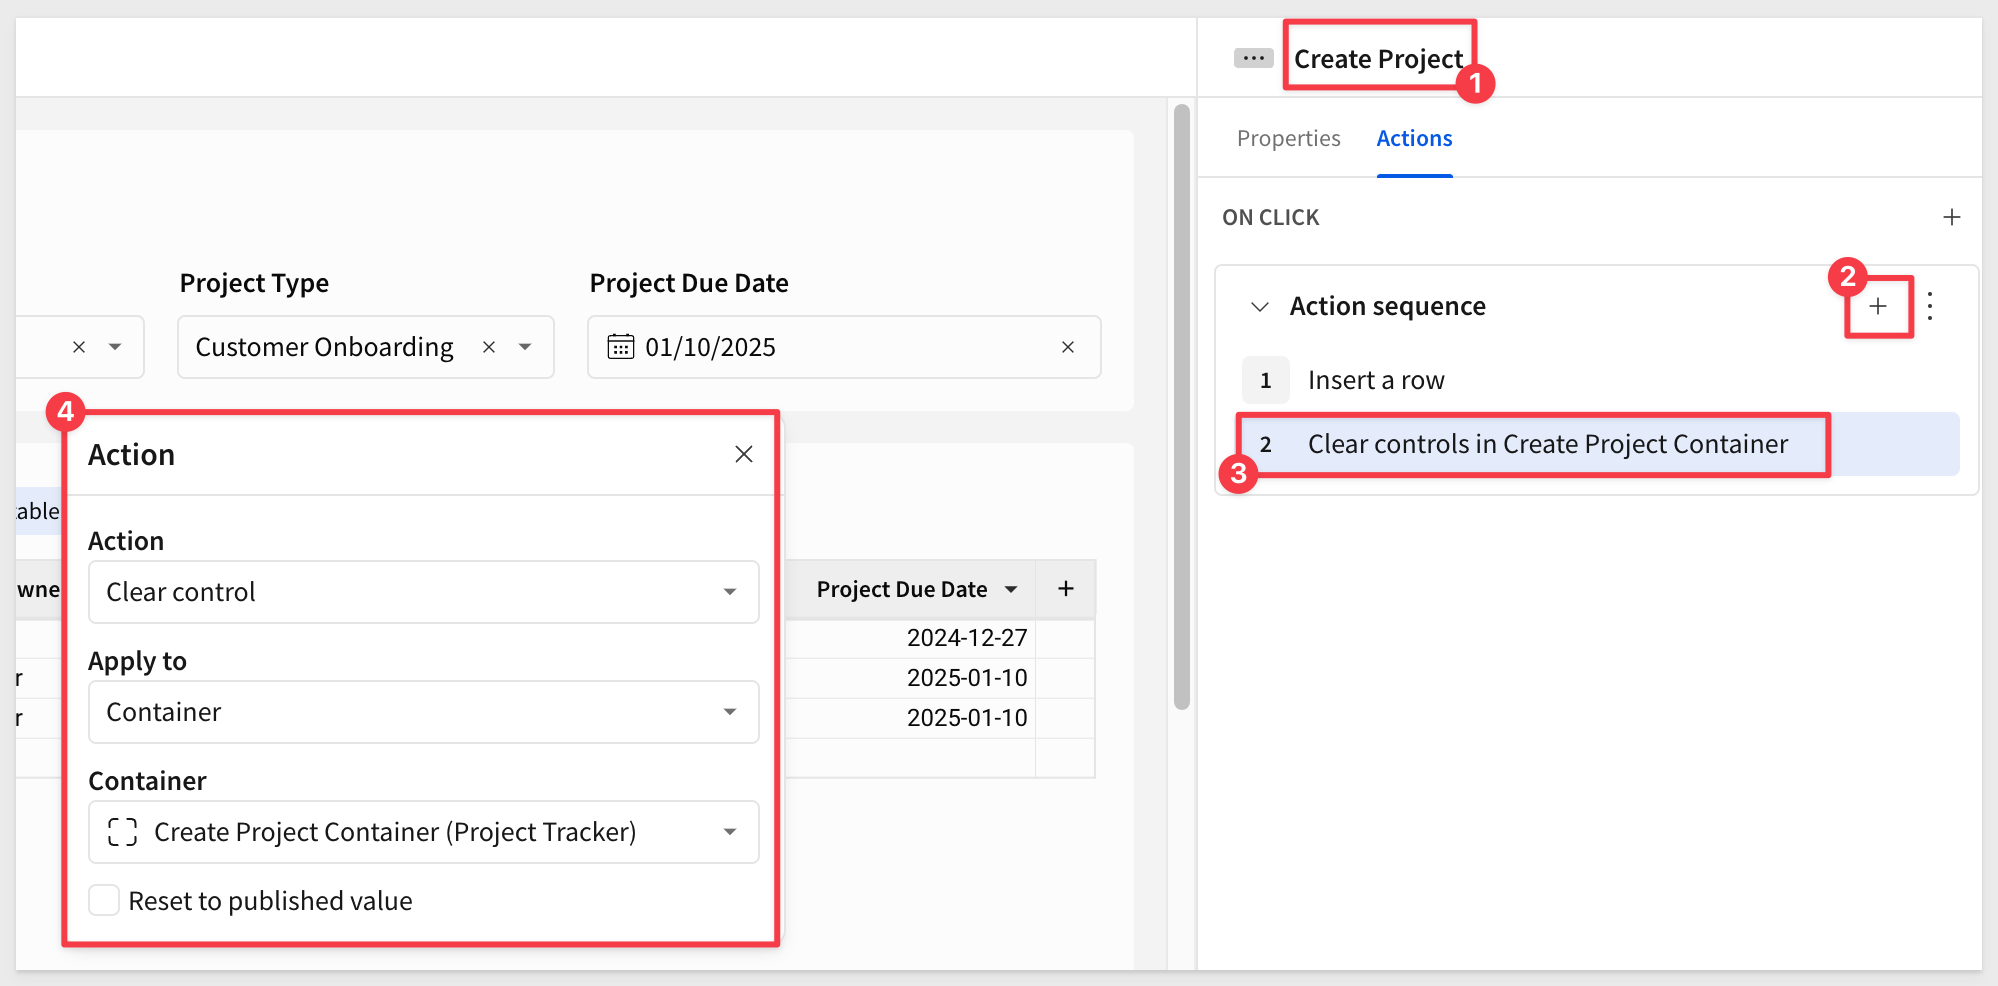 Create Project
1
Properties
Actions
ON CLICK
Project Type
Project Due Date
Customer Onboarding
01/10/2025
2
Action sequence
1 Insert a row
2 Clear controls in Create Project Container
3
4
Action
Action
Clear control
Apply to
Container
Container
Create Project Container (Project Tracker)
Reset to published value
Project Due Date
2024-12-27
2025-01-10
2025-01-10